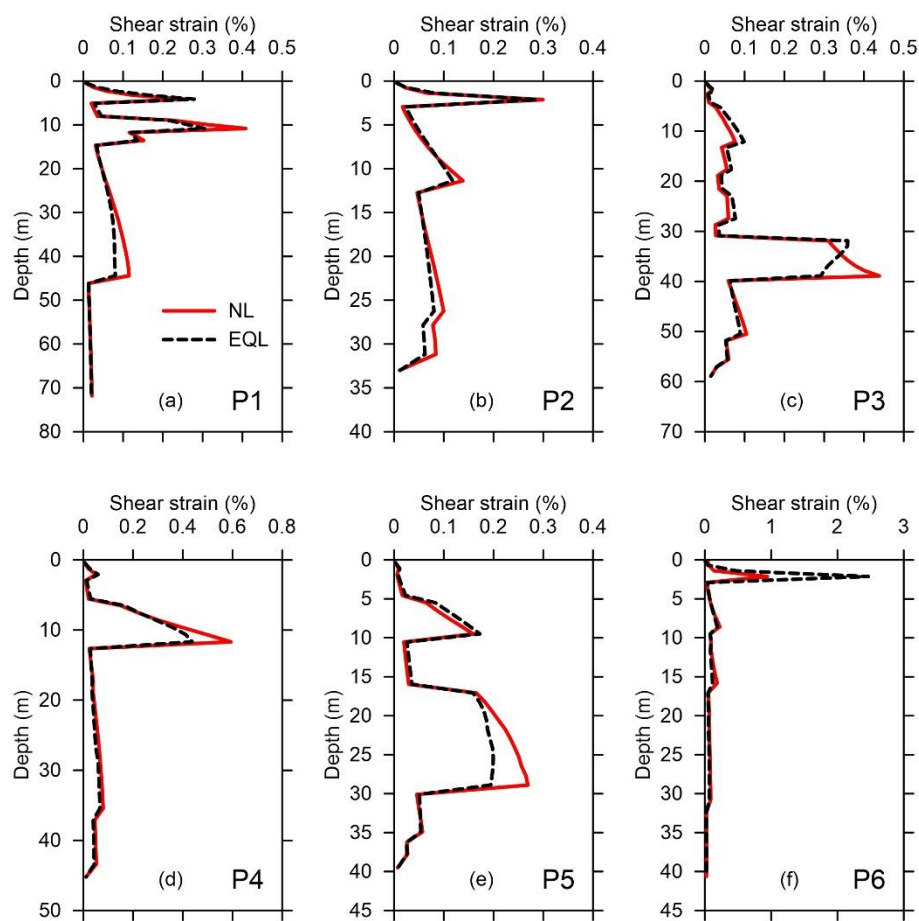 Shear strain (%)
0 0.1 0.2 0.3 0.4 0.5
0
10
20
30
40
50
60
70
80
Depth (m)
NL
EQL
(a) P1
Shear strain (%)
0 0.1 0.2 0.3 0.4
0
5
10
15
20
25
30
35
40
Depth (m)
(b) P2
Shear strain (%)
0 0.1 0.2 0.3 0.4 0.5
0
10
20
30
40
50
60
70
Depth (m)
(c) P3
Shear strain (%)
0 0.2 0.4 0.6 0.8
0
10
20
30
40
50
Depth (m)
(d) P4
Shear strain (%)
0 0.1 0.2 0.3 0.4
0
5
10
15
20
25
30
35
40
45
Depth (m)
(e) P5
Shear strain (%)
0 1 2 3
0
5
10
15
20
25
30
35
40
45
Depth (m)
(f) P6